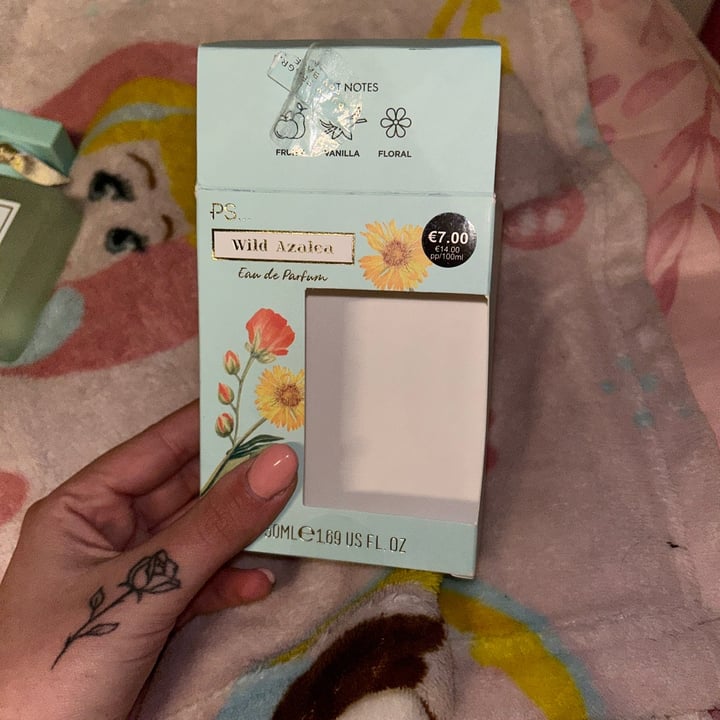 NOTES
VANILLA FLORAL
PS...
Wild Azalea
Eau de Parfum
€7.00
€14.00
pp/100ml
50ML℮1.69 US FL. OZ